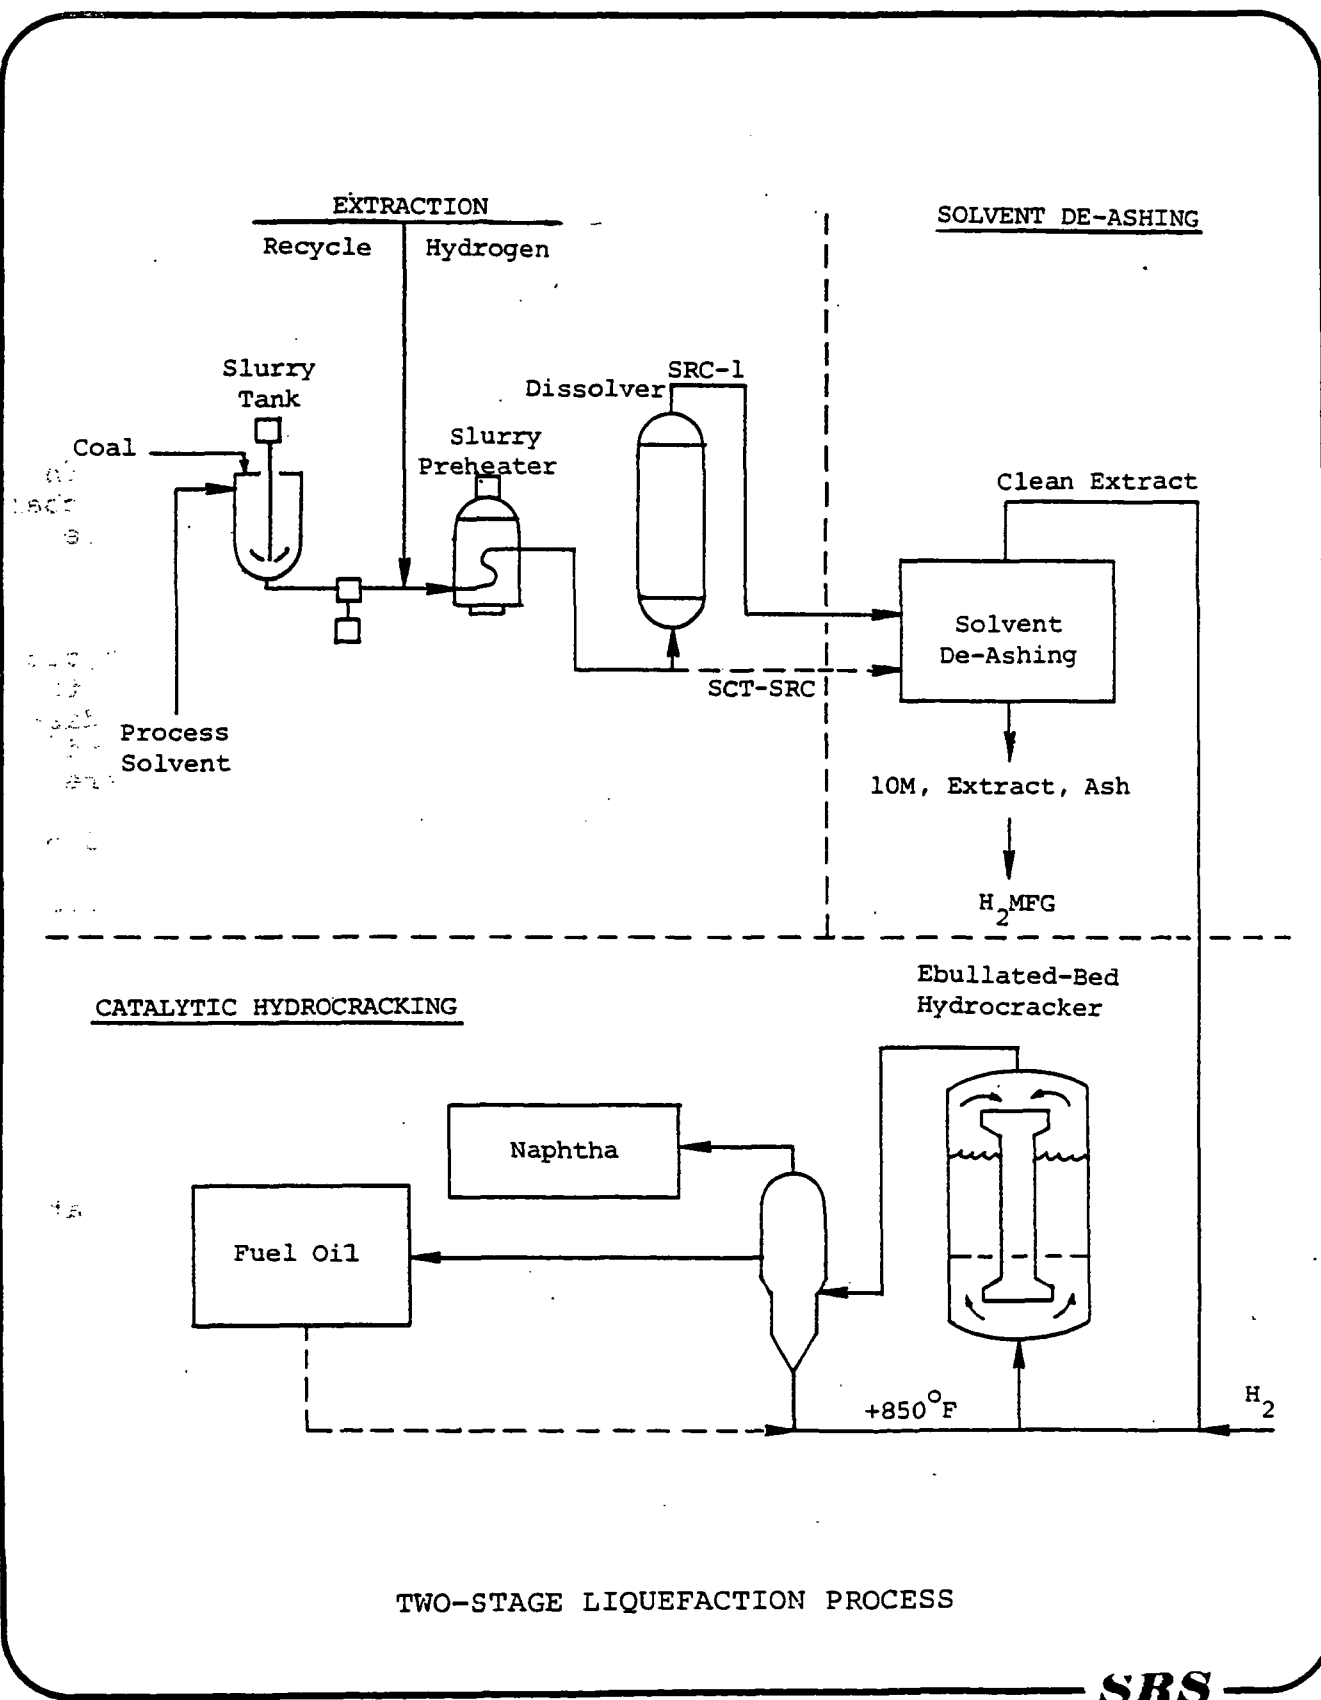 EXTRACTION
Recycle Hydrogen
SOLVENT DE-ASHING
Slurry
Tank
Coal
Slurry
Preheater
Dissolver
SRC-1
Process
Solvent
SCT-SRC
Clean Extract
Solvent
De-Ashing
10M, Extract, Ash
H2MFG
CATALYTIC HYDROCRACKING
Ebullated-Bed
Hydrocracker
Naphtha
Fuel Oil
+850°F
H2
TWO-STAGE LIQUEFACTION PROCESS
SRS